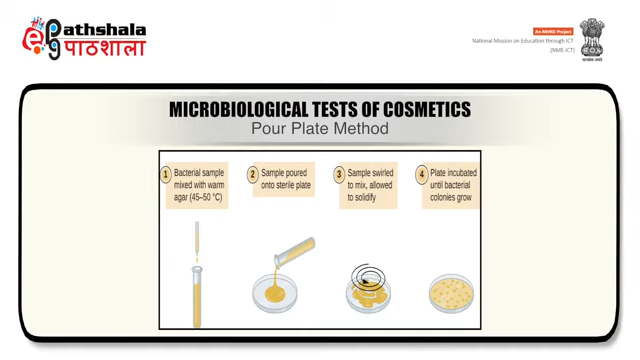 Pathshala
पाठशाला
An MHRD Project
National Mission on Education through ICT
(NME-ICT)
MICROBIOLOGICAL TESTS OF COSMETICS
Pour Plate Method
1 Bacterial sample
mixed with warm
agar (45–50 °C)
2 Sample poured
onto sterile plate
3 Sample swirled
to mix, allowed
to solidify
4 Plate incubated
until bacterial
colonies grow